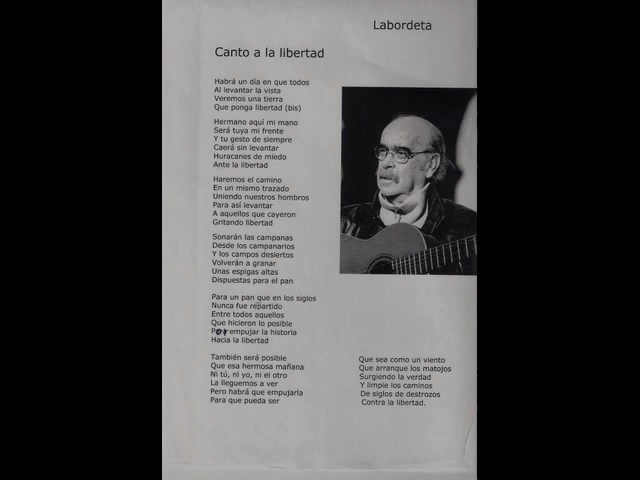 Labordeta
Canto a la libertad
Habrá un día en que todos
Al levantar la vista
Veremos una tierra
Que ponga libertad (bis)
Hermano aquí mi mano
Será tuya mi frente
Y tu gesto de siempre
Caerá sin levantar
Huracanes de miedo
Ante la libertad
Haremos el camino
En un mismo trazado
Uniendo nuestros hombros
Para así levantar
A aquellos que cayeron
Gritando libertad
Sonarán las campanas
Desde los campanarios
Y los campos desiertos
Volverán a granar
Unas espigas altas
Dispuestas para el pan
Para un pan que en los siglos
Nunca fue repartido
Entre todos aquellos
Que hicieron lo posible
Por empujar la historia
Hacia la libertad
También será posible
Que esa hermosa mañana
Ni tú, ni yo, ni el otro
La lleguemos a ver
Pero habrá que empujarla
Para que pueda ser
Que sea como un viento
Que arranque los matojos
Surgiendo la verdad
Y limpie los caminos
De siglos de destrozos
Contra la libertad.